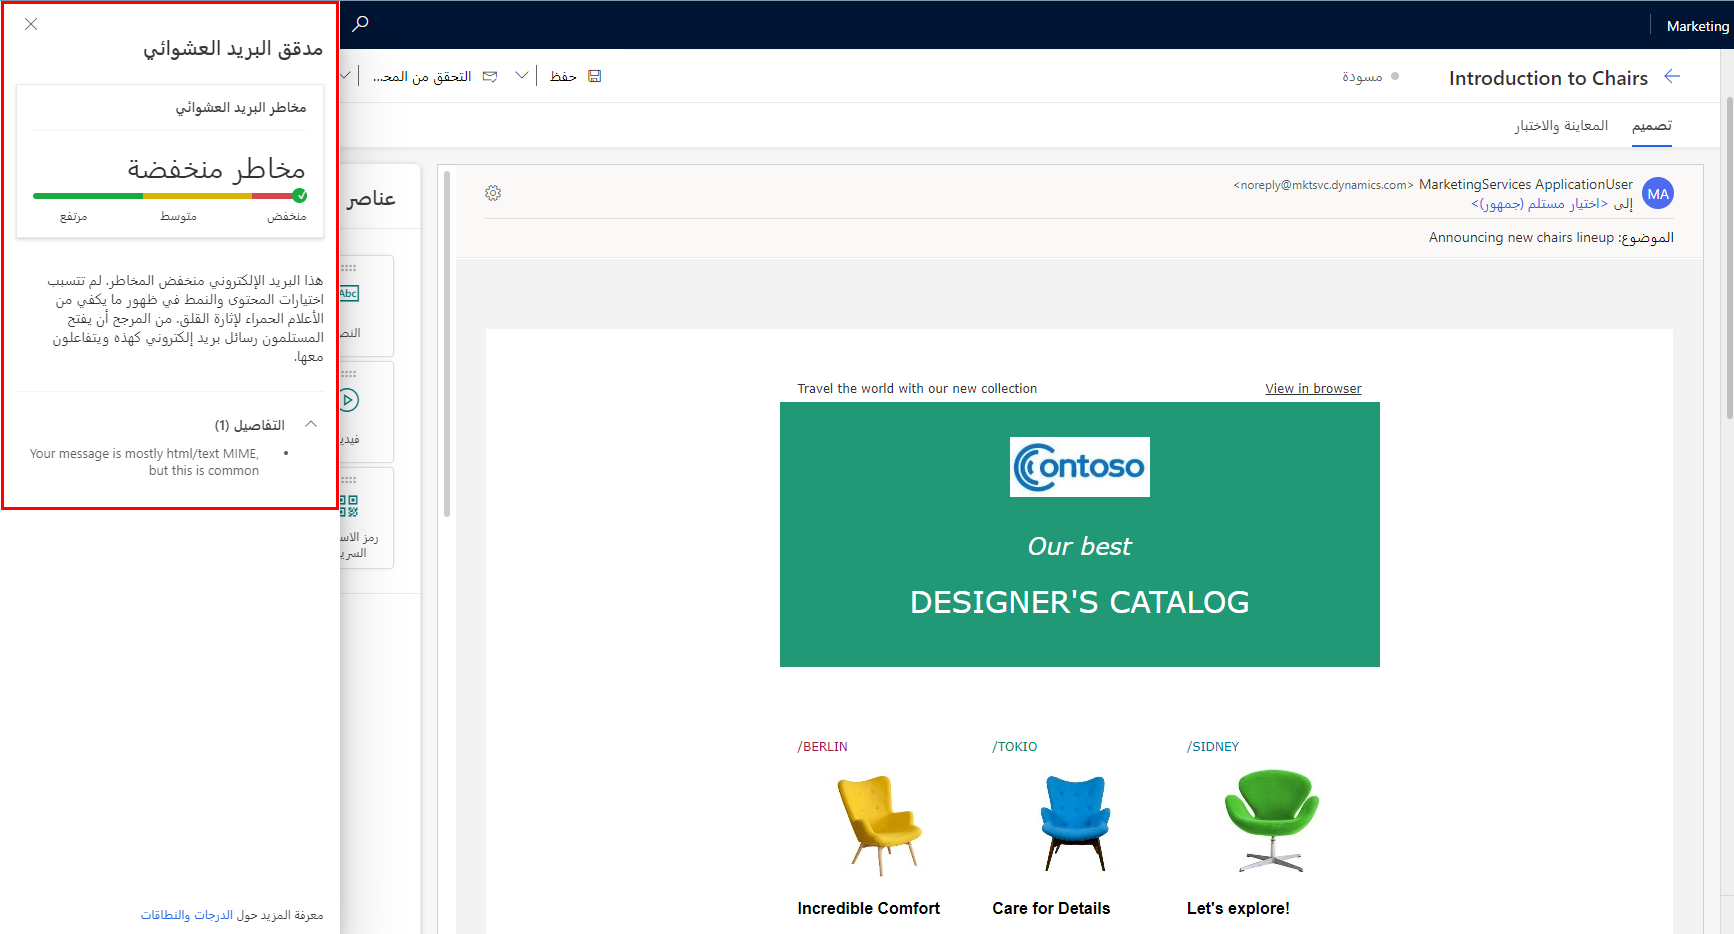 Marketing
Introduction to Chairs
مسودة
حفظ
التحقق من المحـ...
تصميم
المعاينة والاختبار
مدقق البريد العشوائي
مخاطر البريد العشوائي
مخاطر منخفضة
منخفض
متوسط
مرتفع
هذا البريد الإلكتروني منخفض المخاطر. لم تتسبب
اختيارات المحتوى والنمط في ظهور ما يكفي من
الأعلام الحمراء لإثارة القلق. من المرجح أن يفتح
المستلمون رسائل بريد إلكتروني كهذه ويتفاعلون
معها.
التفاصيل (1)
• Your message is mostly html/text MIME,
but this is common
معرفة المزيد حول الدرجات والنطاقات
عناصر
Abc
النص
فيديـ
رمز الاسـ
السريـ
MA
MarketingServices ApplicationUser <noreply@mktsvc.dynamics.com>
إلى <اختيار مستلم (جمهور)>
الموضوع: Announcing new chairs lineup
Travel the world with our new collection
View in browser
Contoso
Our best
DESIGNER'S CATALOG
/BERLIN
/TOKIO
/SIDNEY
Incredible Comfort
Care for Details
Let's explore!